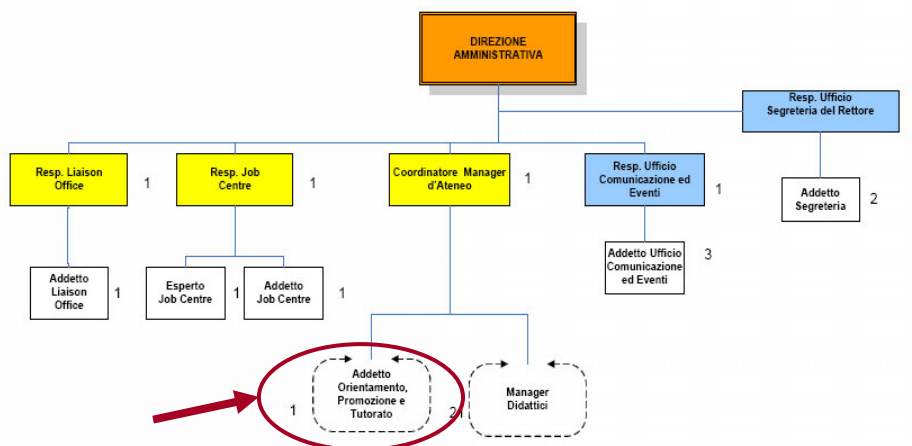 DIREZIONE
AMMINISTRATIVA
Resp. Ufficio
Segreteria del Rettore
Resp. Liaison
Office
1
Resp. Job
Centre
1
Coordinatore Manager
d'Ateneo
1
Resp. Ufficio
Comunicazione ed
Eventi
1
Addetto
Segreteria
2
Addetto
Liaison
Office
1
Esperto
Job Centre
1
Addetto
Job Centre
1
Addetto Ufficio
Comunicazione
ed Eventi
3
1
Addetto
Orientamento,
Promozione e
Tutorato
21
Manager
Didattici